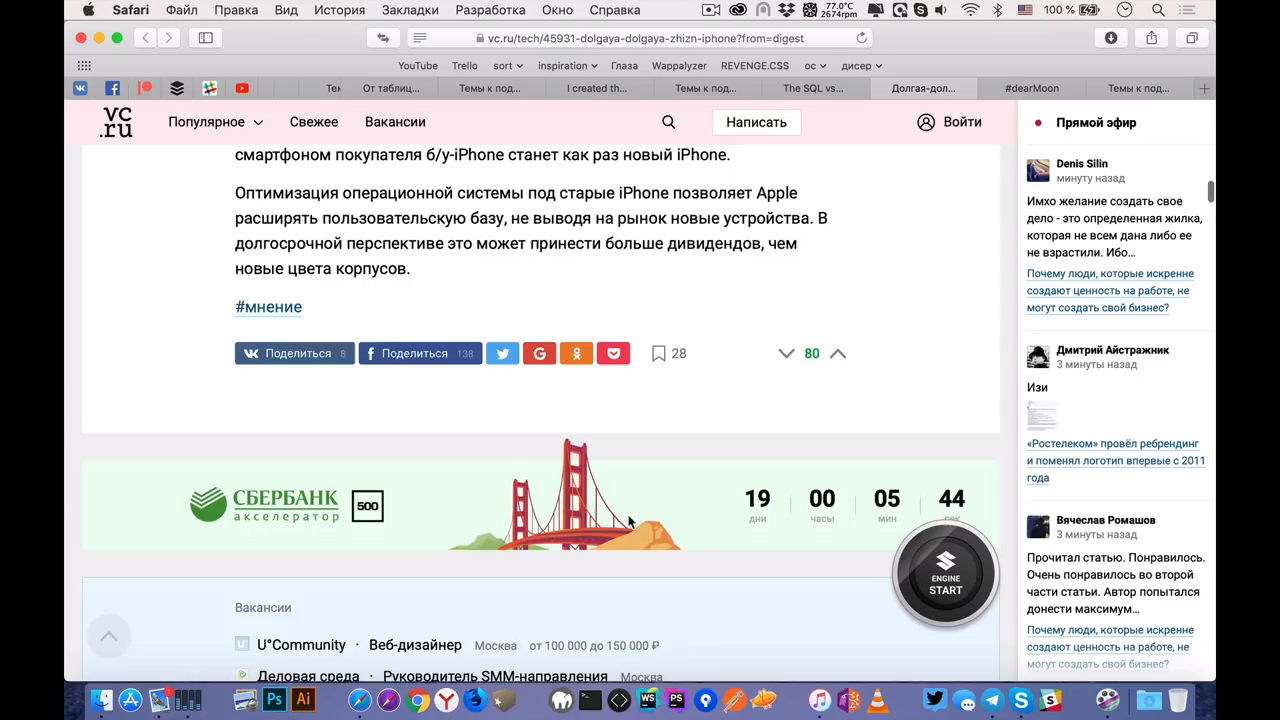 Safari Файл Правка Вид История Закладки Разработка Окно Справка 77.0°C 2674rpm 100 %
vc.ru/tech/45931-dolgaya-dolgaya-zhizn-iphone?from=digest
YouTube Trello sort inspiration Глаза Wappalyzer REVENGE.CSS ос дисер
Тем От таблиц... Темы к под... I created th... Темы к под... The SQL vs... Долгая-дол... #dearMoon Темы к под...
vc.ru Популярное Свежее Вакансии Написать Войти
смартфоном покупателя б/у-iPhone станет как раз новый iPhone.
Оптимизация операционной системы под старые iPhone позволяет Apple
расширять пользовательскую базу, не выводя на рынок новые устройства. В
долгосрочной перспективе это может принести больше дивидендов, чем
новые цвета корпусов.
#мнение
Поделиться 8 Поделиться 138 28 80
СБЕРБАНК
акселератор
500
19 00 05 44
дни часы мин сек
ENGINE
START
Вакансии
U°Community · Веб-дизайнер Москва от 100 000 до 150 000 ₽
Деловая среда · Руководитель SMM-направления Москва
Прямой эфир
Denis Silin
минуту назад
Имхо желание создать свое
дело - это определенная жилка,
которая не всем дана либо ее
не взрастили. Ибо...
Почему люди, которые искренне
создают ценность на работе, не
могут создать свой бизнес?
Дмитрий Айстражник
3 минуты назад
Изи
«Ростелеком» провёл ребрендинг
и поменял логотип впервые с 2011
года
Вячеслав Ромашов
3 минуты назад
Прочитал статью. Понравилось.
Очень понравилось во второй
части статьи. Автор попытался
донести максимум...
Почему люди, которые искренне
создают ценность на работе, не
могут создать свой бизнес?
Ps Ai WS PS